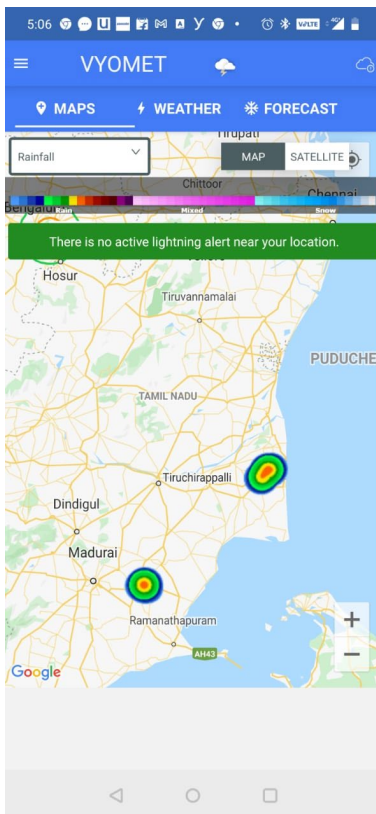 5:06
VYOMET
MAPS WEATHER FORECAST
Tirupati
Rainfall
MAP SATELLITE
Chittoor
Chennai
Bengalu
Rain Mixed Snow
There is no active lightning alert near your location.
Hosur
Tiruvannamalai
PUDUCHE
TAMIL NADU
Tiruchirappalli
Dindigul
Madurai
Ramanathapuram
AH43
Google